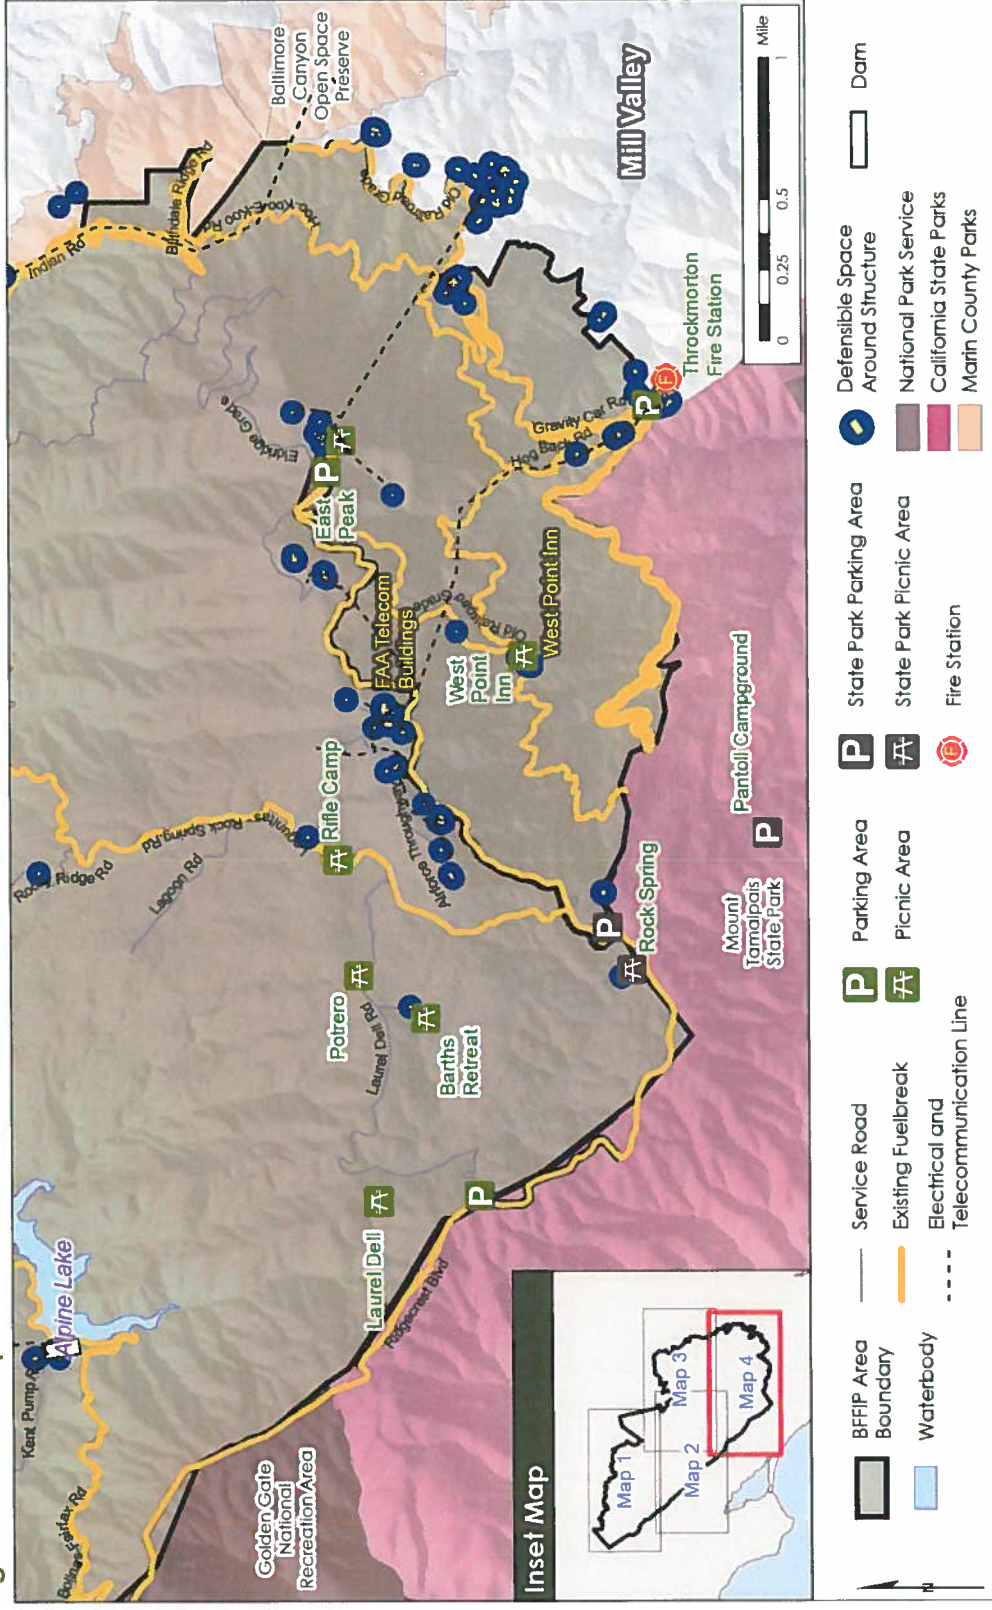 Baltimore
Canyon
Open Space
Preserve
Mill Valley
Indian Rd
Blithdale Ridge Rd
Hoo-Koo-E-Koo Rd
Old Railroad Grade
Eldridge Grade
East
Peak
Gravity Car Rd
Hog Back Rd
Throckmorton
Fire Station
FAA Telecom
Buildings
Old Railroad Grade
West
Point
Inn
West Point Inn
Rifle Camp
Rock Spring Rd
Lagoon Rd
Ridge Rd
Airforce
Rock Spring
Pantoll Campground
Mount
Tamalpais
State Park
Potrero
Laurel Dell Rd
Barths
Retreat
Laurel Dell
Ridgecrest Blvd
Alpine Lake
Kent Pump
Bolinas-Fairfax Rd
Golden Gate
National
Recreation Area
0 0.25 0.5 1 Mile
Inset Map
Map 1
Map 2
Map 3
Map 4
N
BFFIP Area
Boundary
Waterbody
Service Road
Existing Fuelbreak
Electrical and
Telecommunication Line
P Parking Area
Picnic Area
P State Park Parking Area
State Park Picnic Area
F Fire Station
Defensible Space
Around Structure
National Park Service
California State Parks
Marin County Parks
Dam
P
P
P
P
P
F